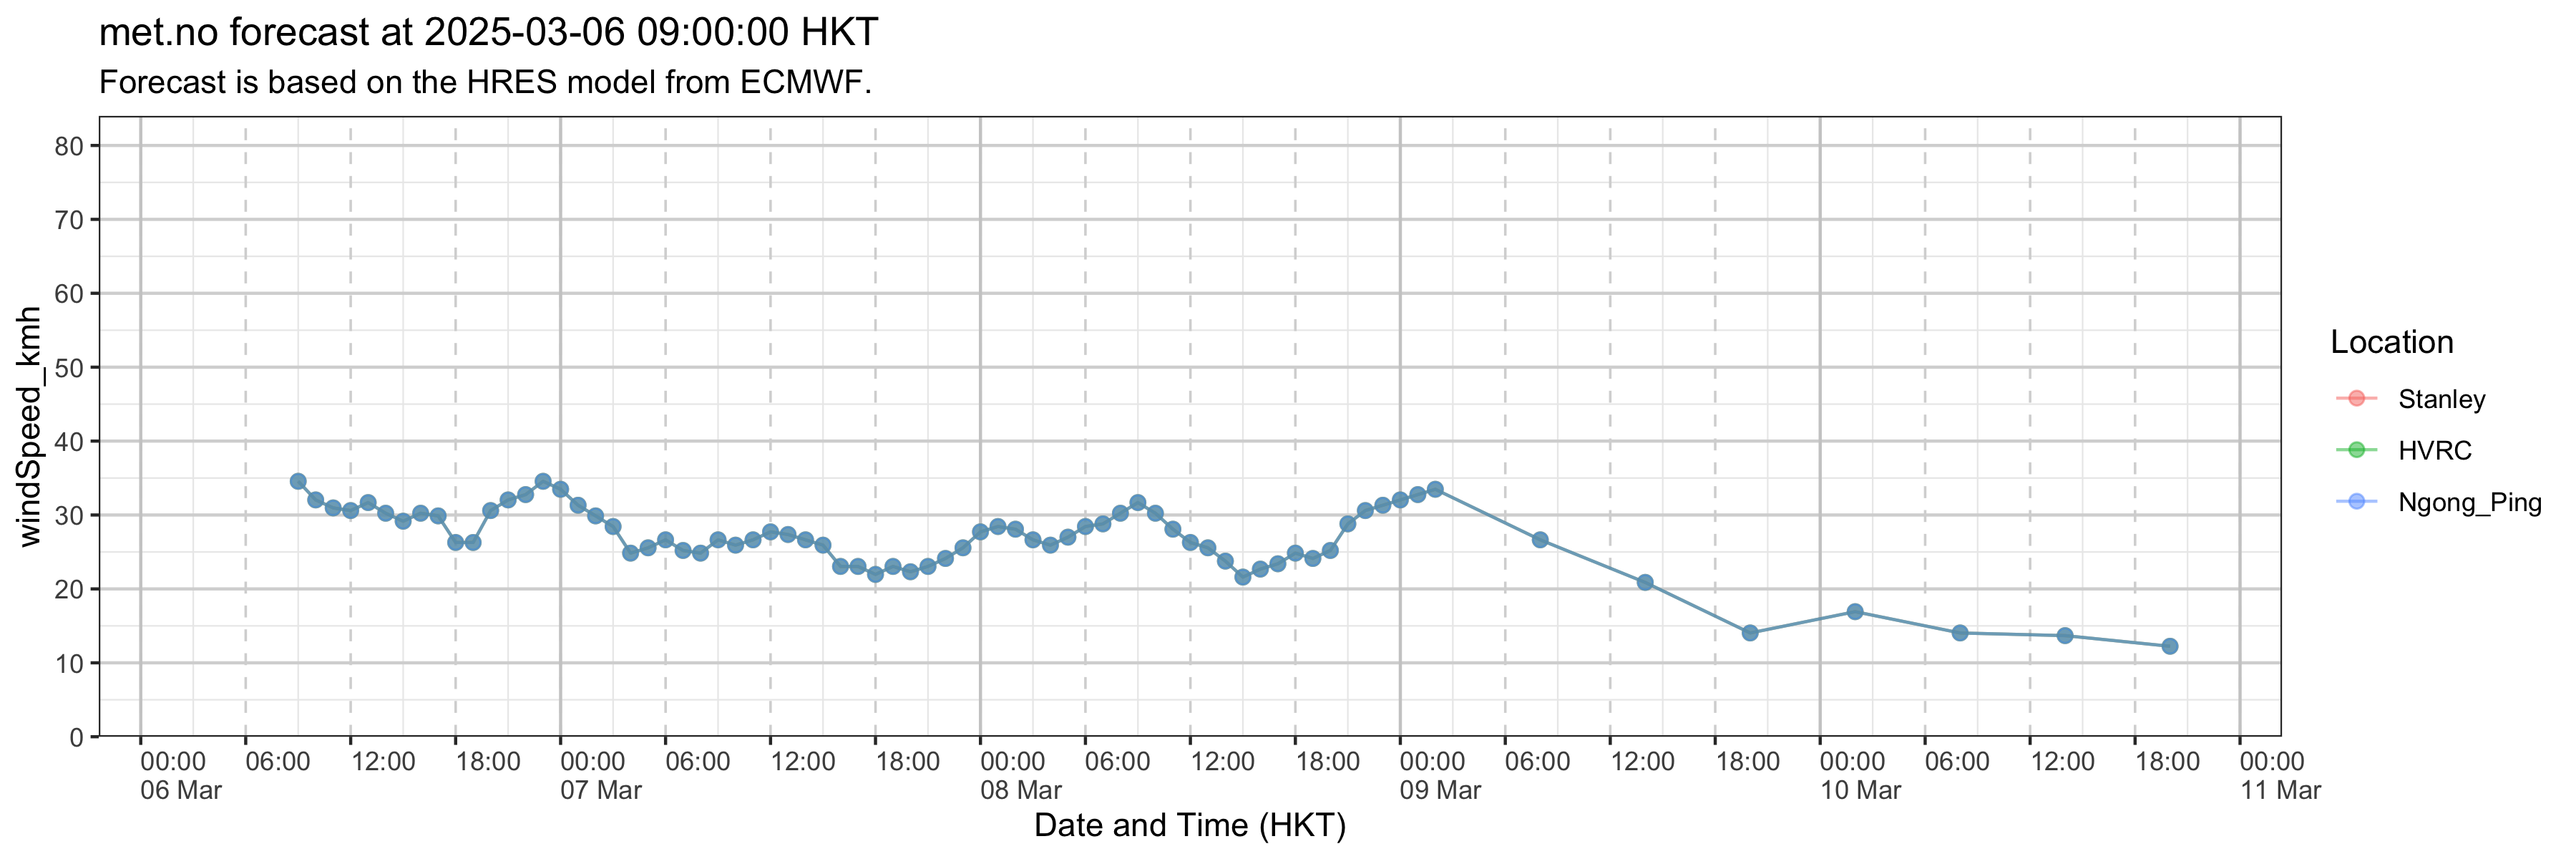 met.no forecast at 2025-03-06 09:00:00 HKT
Forecast is based on the HRES model from ECMWF.
windSpeed_kmh
80
70
60
50
40
30
20
10
0
00:00 06:00 12:00 18:00 00:00 06:00 12:00 18:00 00:00 06:00 12:00 18:00 00:00 06:00 12:00 18:00 00:00 06:00 12:00 18:00 00:00
06 Mar 07 Mar 08 Mar 09 Mar 10 Mar 11 Mar
Date and Time (HKT)
Location
Stanley
HVRC
Ngong_Ping